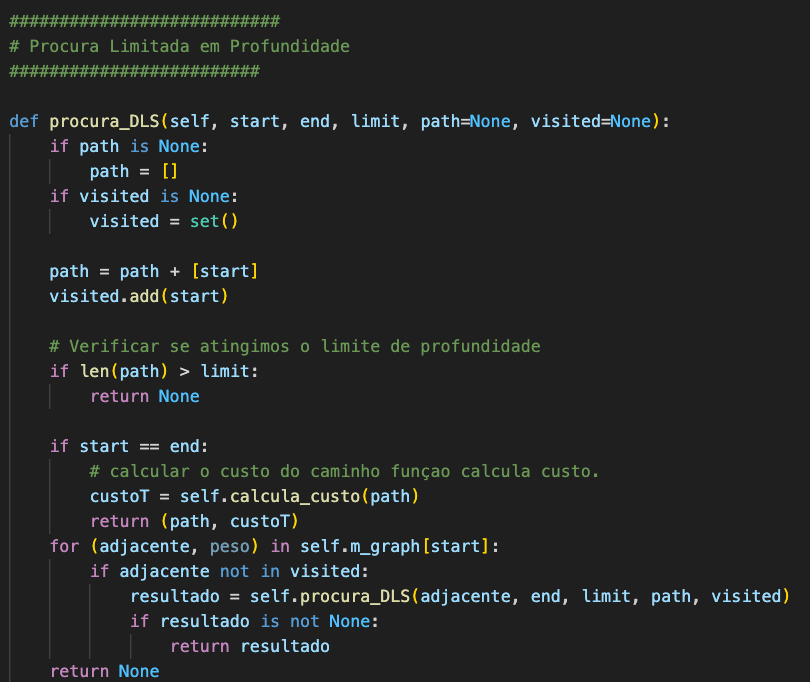 ###########################
# Procura Limitada em Profundidade
#########################
def procura_DLS(self, start, end, limit, path=None, visited=None):
if path is None:
path = []
if visited is None:
visited = set()
path = path + [start]
visited.add(start)
# Verificar se atingimos o limite de profundidade
if len(path) > limit:
return None
if start == end:
# calcular o custo do caminho funçao calcula custo.
custoT = self.calcula_custo(path)
return (path, custoT)
for (adjacente, peso) in self.m_graph[start]:
if adjacente not in visited:
resultado = self.procura_DLS(adjacente, end, limit, path, visited)
if resultado is not None:
return resultado
return None